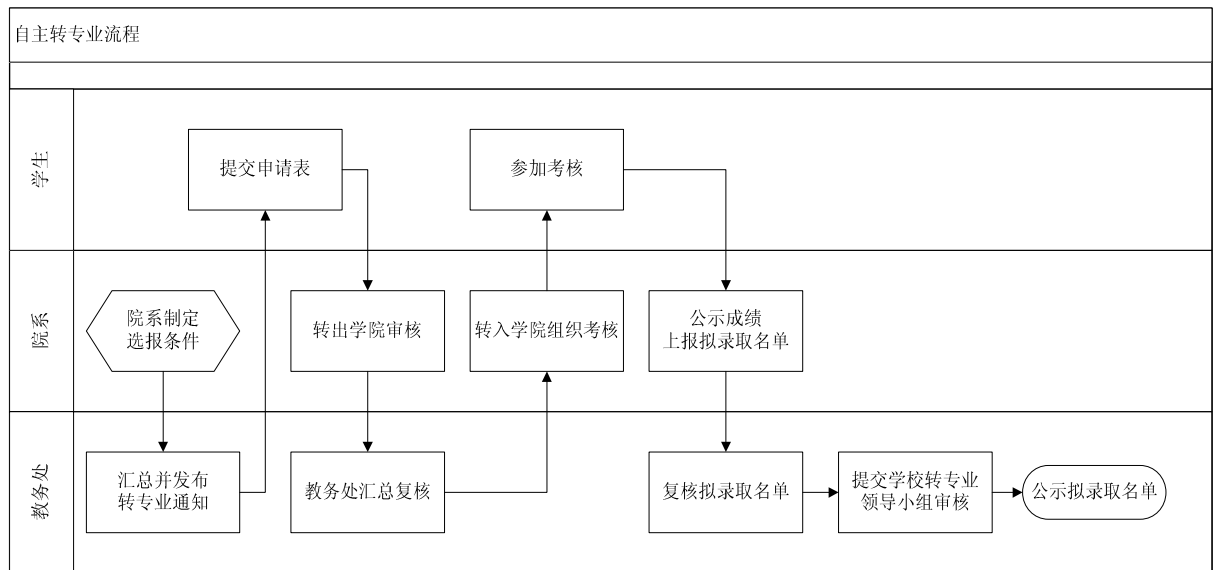 自主转专业流程
学生
提交申请表
参加考核
院系
院系制定
选报条件
转出学院审核
转入学院组织考核
公示成绩
上报拟录取名单
教务处
汇总并发布
转专业通知
教务处汇总复核
复核拟录取名单
提交学校转专业
领导小组审核
公示拟录取名单